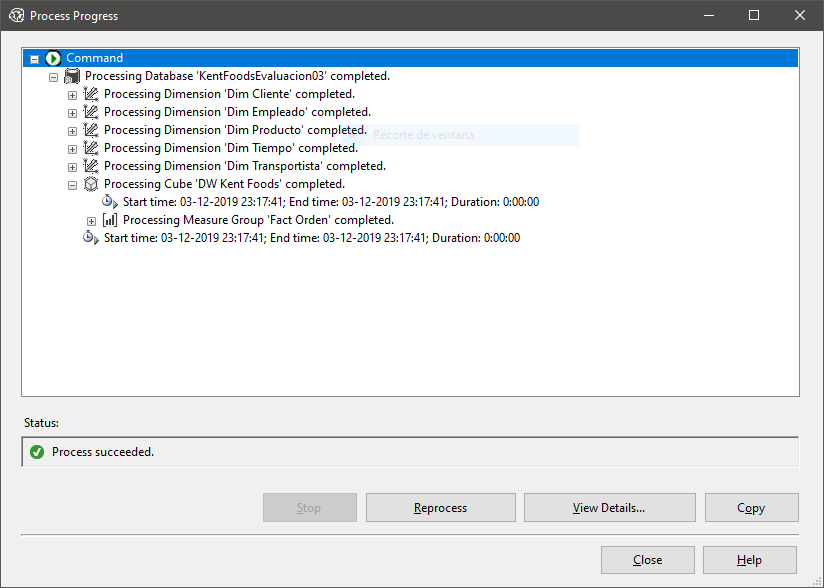 Process Progress
Command
Processing Database 'KentFoodsEvaluacion03' completed.
Processing Dimension 'Dim Cliente' completed.
Processing Dimension 'Dim Empleado' completed.
Processing Dimension 'Dim Producto' completed.
Recorte de ventana
Processing Dimension 'Dim Tiempo' completed.
Processing Dimension 'Dim Transportista' completed.
Processing Cube 'DW Kent Foods' completed.
Start time: 03-12-2019 23:17:41; End time: 03-12-2019 23:17:41; Duration: 0:00:00
Processing Measure Group 'Fact Orden' completed.
Start time: 03-12-2019 23:17:41; End time: 03-12-2019 23:17:41; Duration: 0:00:00
Status:
Process succeeded.
Stop Reprocess View Details... Copy
Close Help